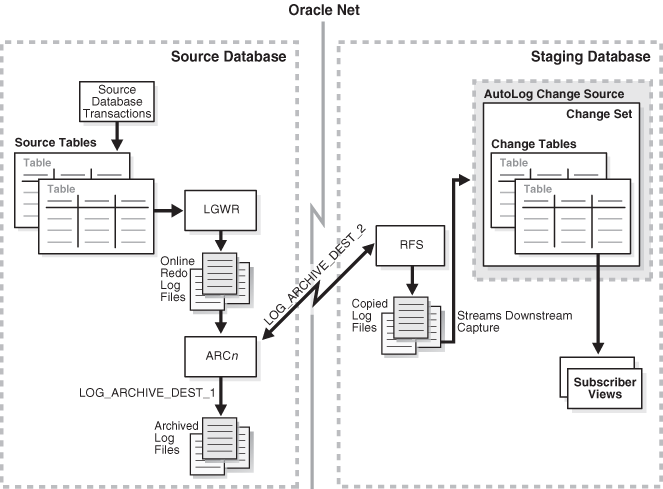 Oracle Net
Source Database
Source
Database
Transactions
Source Tables
Table
Table
LGWR
Online
Redo
Log
Files
ARCn
LOG_ARCHIVE_DEST_1
Archived
Log
Files
LOG_ARCHIVE_DEST_2
Staging Database
AutoLog Change Source
Change Set
Change Tables
Table
Table
RFS
Copied
Log
Files
Streams Downstream
Capture
Subscriber
Views